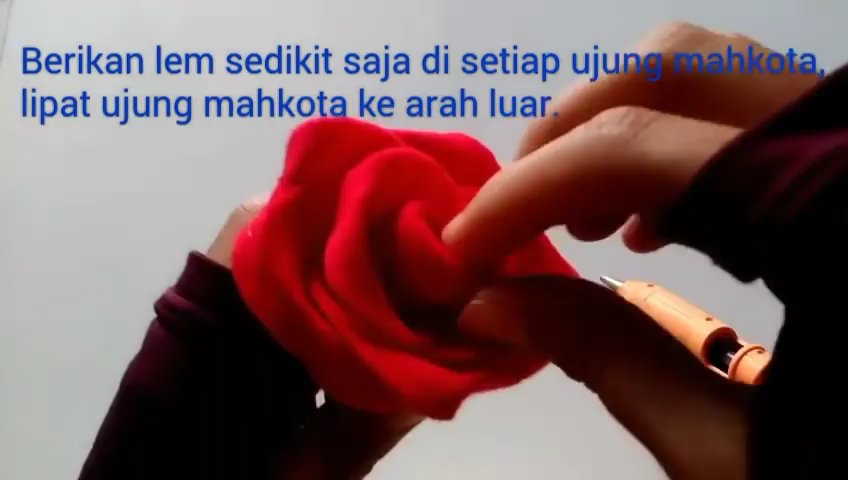 Berikan lem sedikit saja di setiap ujung mahkota,
lipat ujung mahkota ke arah luar.